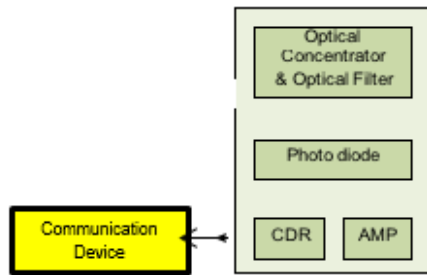 Optical
Concentrator
& Optical Filter
Photo diode
CDR
AMP
Communication
Device